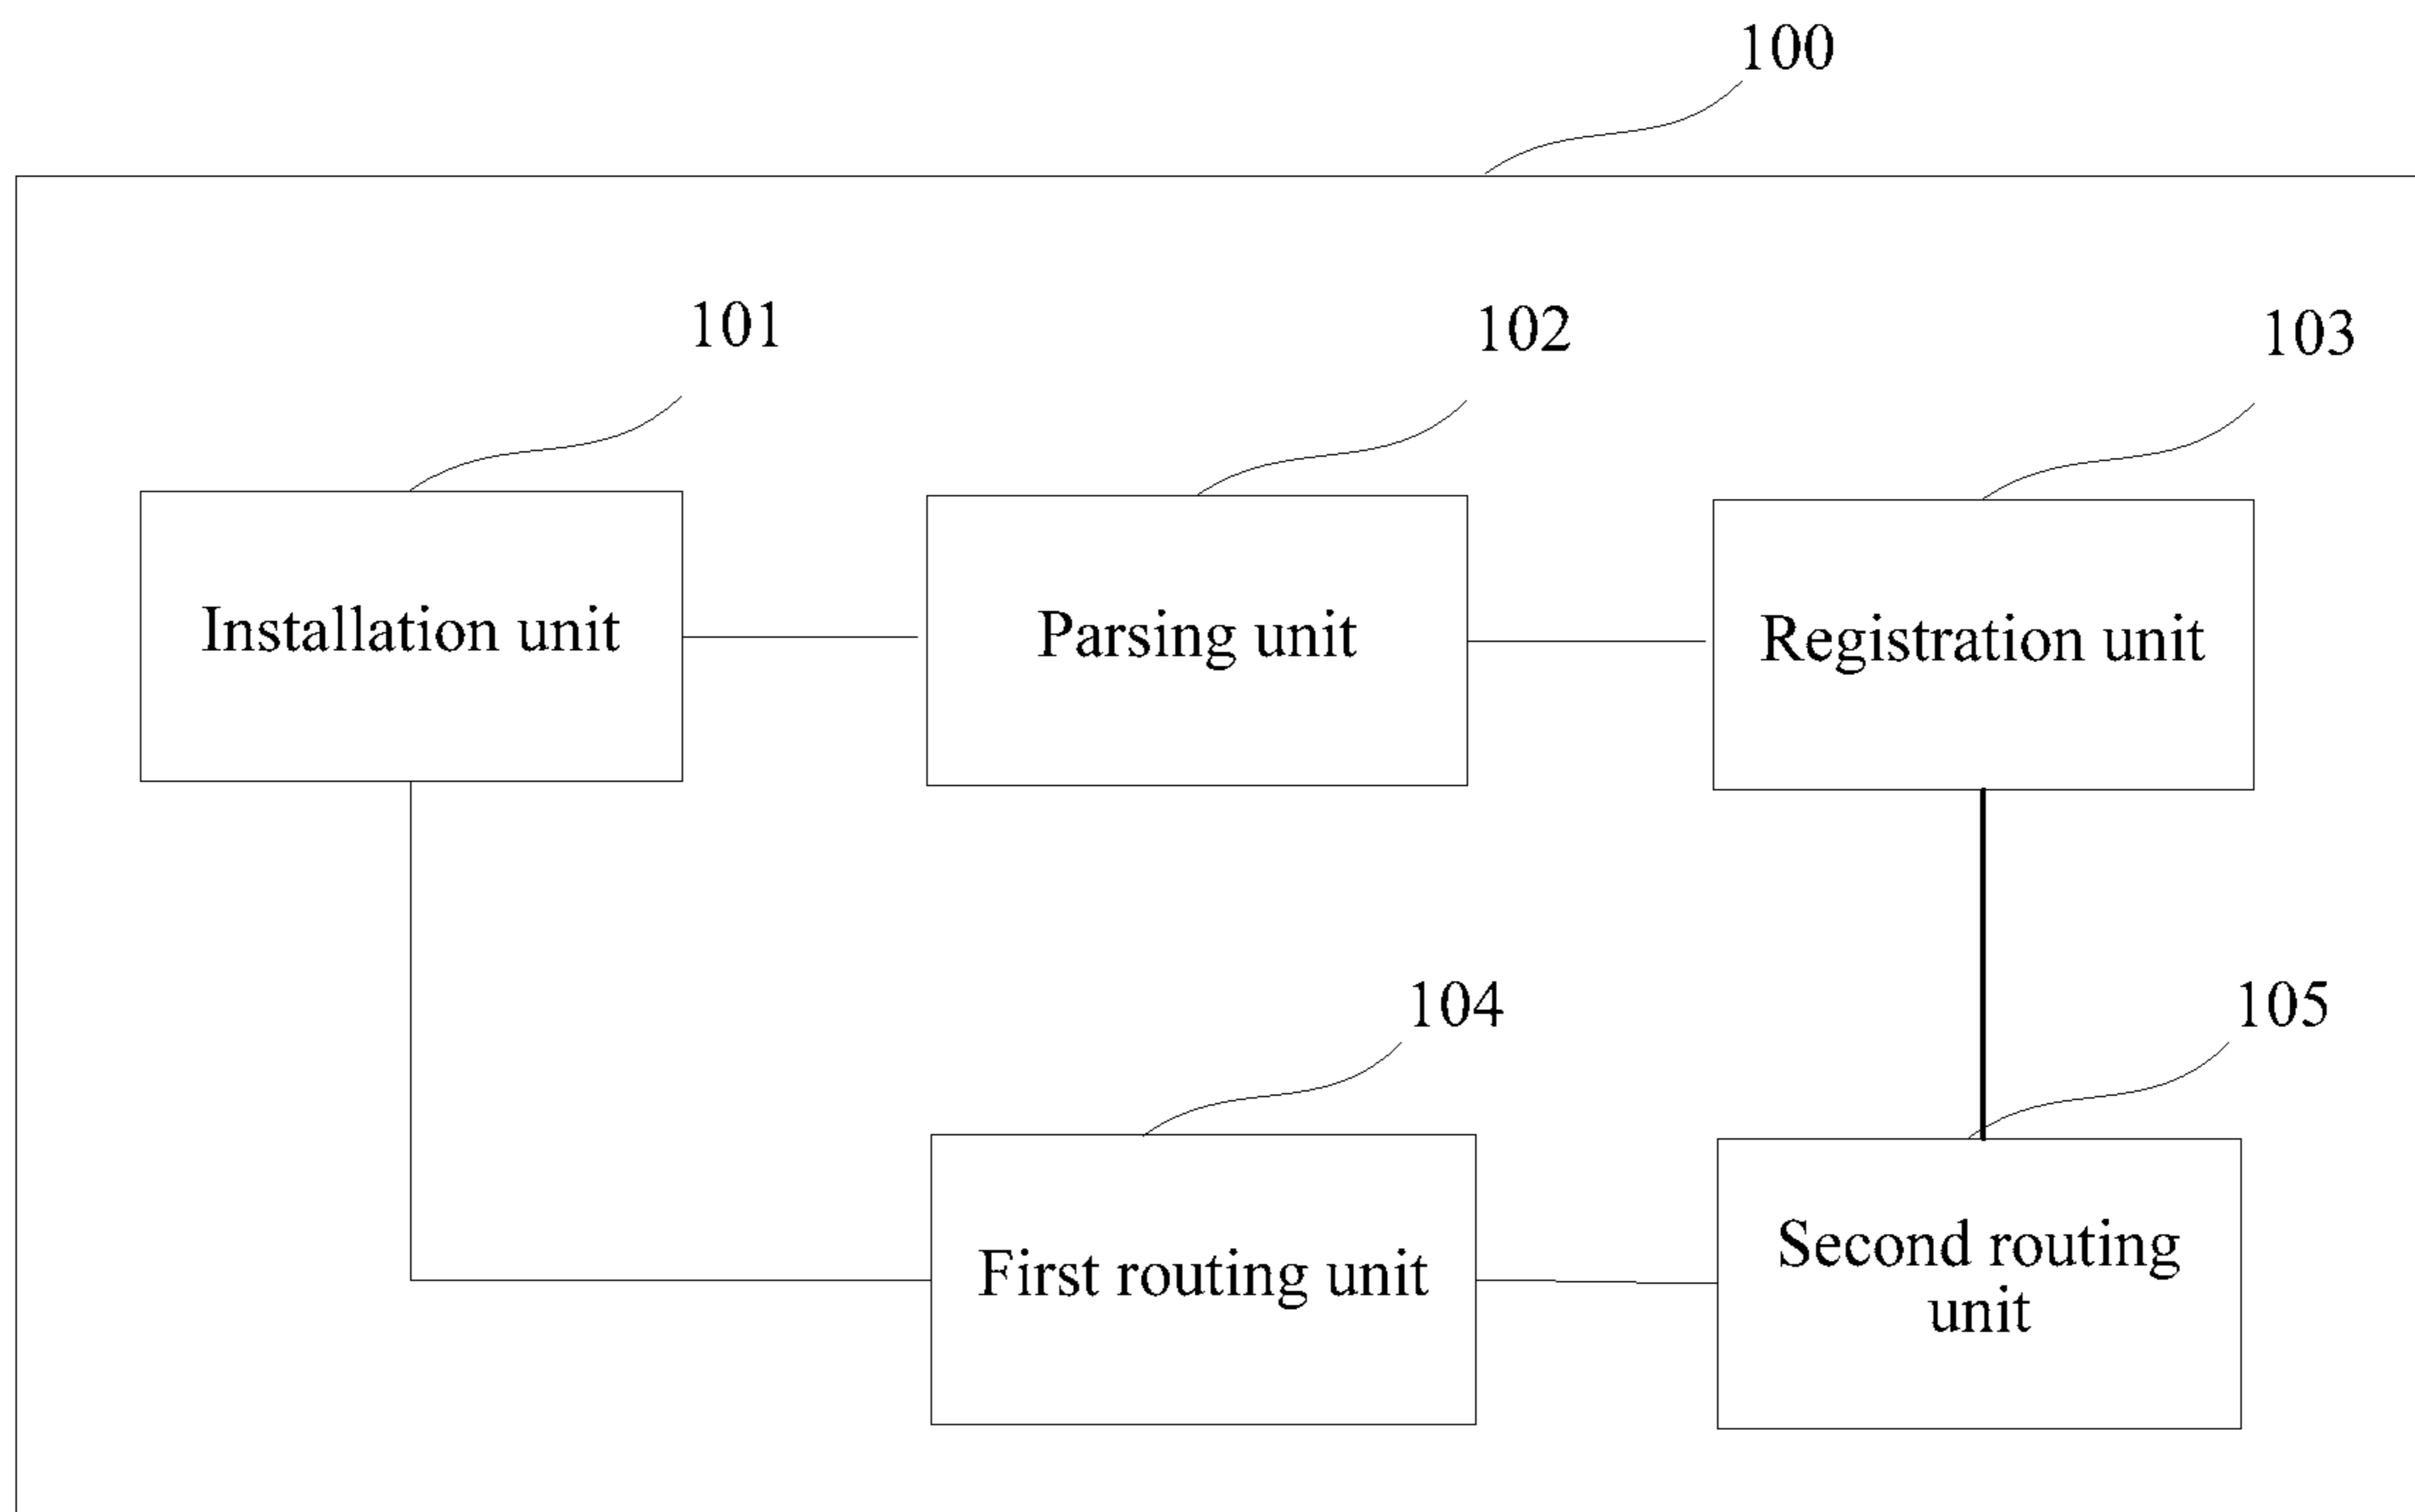 100
101
102
103
Installation unit
Parsing unit
Registration unit
104
105
First routing unit
Second routing
unit